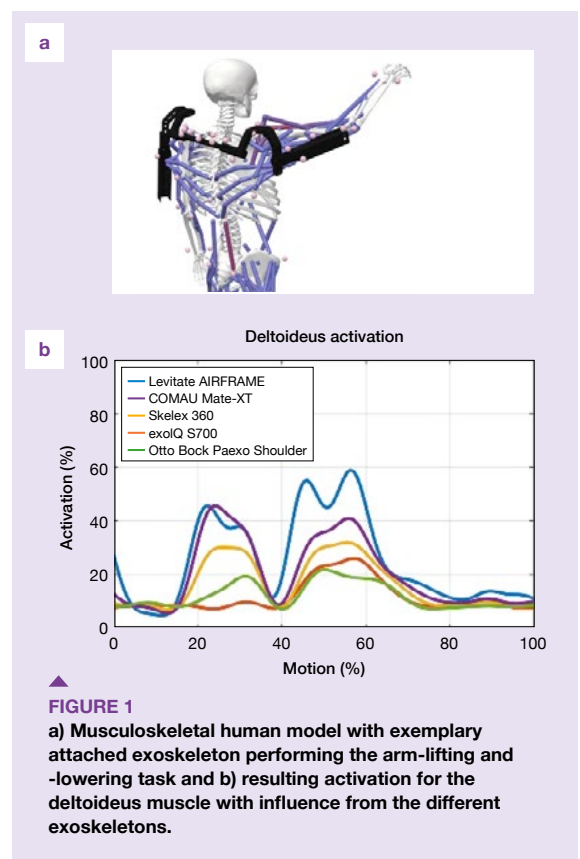 a
b
Deltoideus activation
100
80
60
40
20
0
Activation (%)
Levitate AIRFRAME
COMAU Mate-XT
Skelex 360
exoIQ S700
Otto Bock Paexo Shoulder
0 20 40 60 80 100
Motion (%)
FIGURE 1
a) Musculoskeletal human model with exemplary
attached exoskeleton performing the arm-lifting and
-lowering task and b) resulting activation for the
deltoideus muscle with influence from the different
exoskeletons.